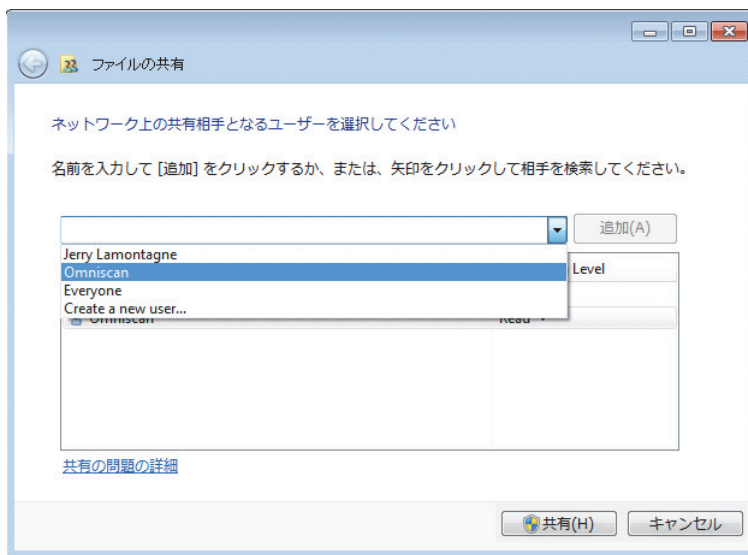 ファイルの共有
ネットワーク上の共有相手となるユーザーを選択してください
名前を入力して [追加] をクリックするか、または、矢印をクリックして相手を検索してください。
追加(A)
Jerry Lamontagne
Omniscan
Everyone
Create a new user...
Level
Omniscan Read
共有の問題の詳細
共有(H) キャンセル